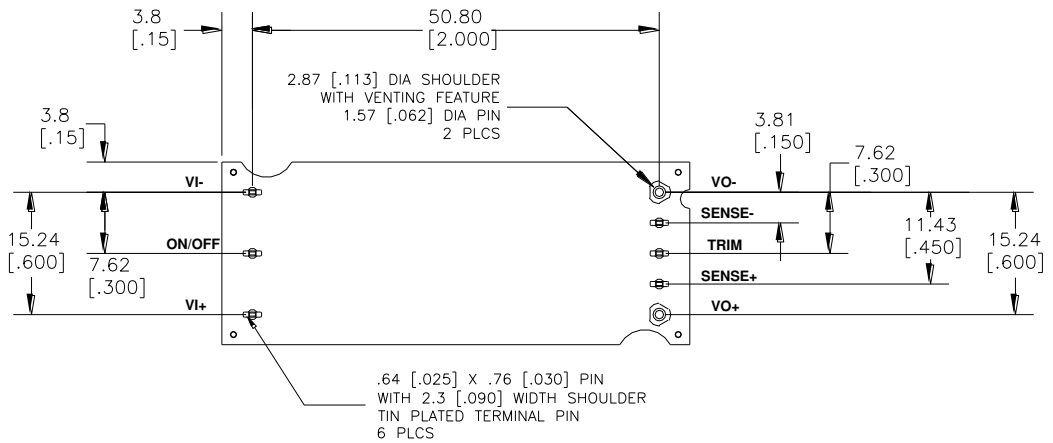 3.8
[.15]
50.80
[2.000]
2.87 [.113] DIA SHOULDER
WITH VENTING FEATURE
1.57 [.062] DIA PIN
2 PLCS
3.8
[.15]
3.81
[.150]
7.62
[.300]
VI-
VO-
SENSE-
15.24
[.600]
ON/OFF
7.62
[.300]
TRIM
11.43
[.450]
15.24
[.600]
SENSE+
VI+
VO+
.64 [.025] X .76 [.030] PIN
WITH 2.3 [.090] WIDTH SHOULDER
TIN PLATED TERMINAL PIN
6 PLCS